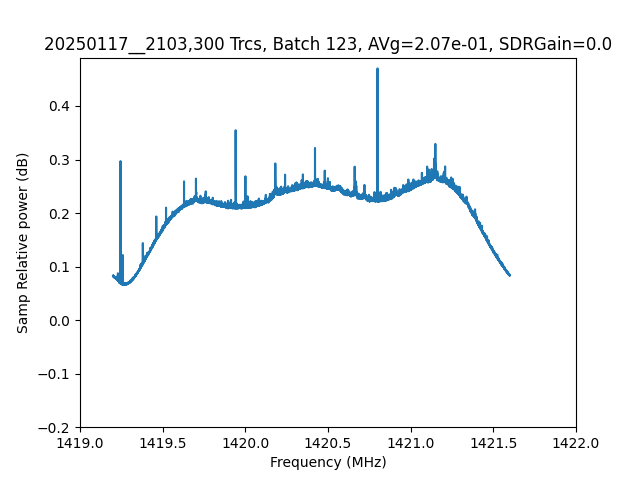 20250117__2103,300 Trcs, Batch 123, AVg=2.07e-01, SDRGain=0.0
Samp Relative power (dB)
0.4
0.3
0.2
0.1
0.0
−0.1
−0.2
1419.0 1419.5 1420.0 1420.5 1421.0 1421.5 1422.0
Frequency (MHz)